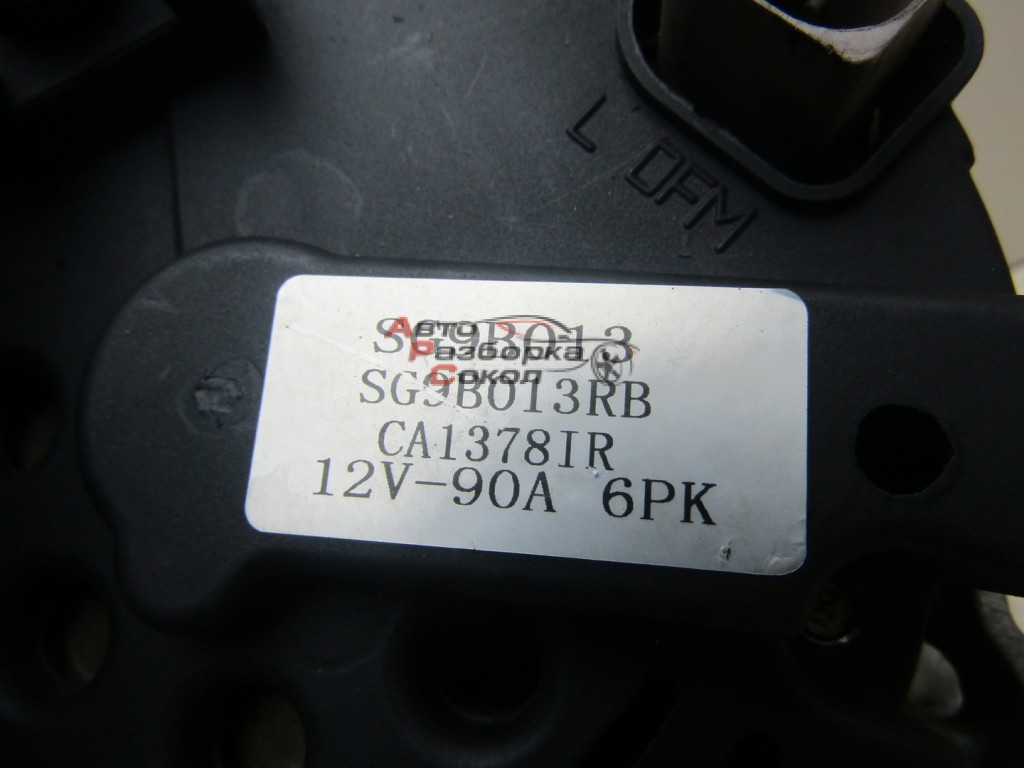 L DFM
SG9B013
Авто
Разборка
Сокол
SG9B013RB
CA1378IR
12V-90A 6PK